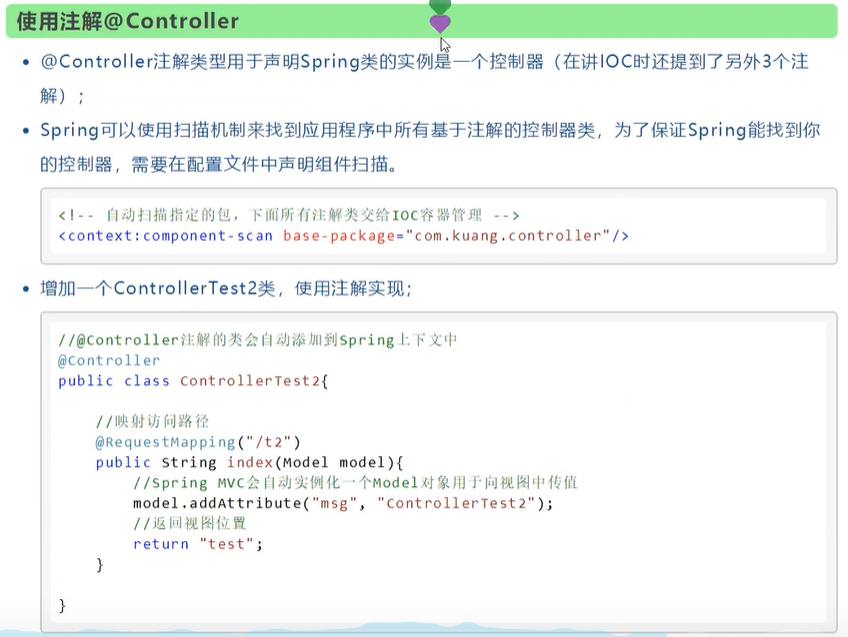 使用注解@Controller
@Controller注解类型用于声明Spring类的实例是一个控制器（在讲IOC时还提到了另外3个注
解）；
Spring可以使用扫描机制来找到应用程序中所有基于注解的控制器类，为了保证Spring能找到你
的控制器，需要在配置文件中声明组件扫描。
<!-- 自动扫描指定的包，下面所有注解类交给IOC容器管理 -->
<context:component-scan base-package="com.kuang.controller"/>
增加一个ControllerTest2类，使用注解实现；
//@Controller注解的类会自动添加到Spring上下文中
@Controller
public class ControllerTest2{
//映射访问路径
@RequestMapping("/t2")
public String index(Model model){
//Spring MVC会自动实例化一个Model对象用于向视图中传值
model.addAttribute("msg", "ControllerTest2");
//返回视图位置
return "test";
}
}